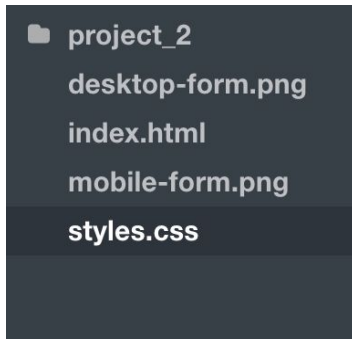 project_2
desktop-form.png
index.html
mobile-form.png
styles.css